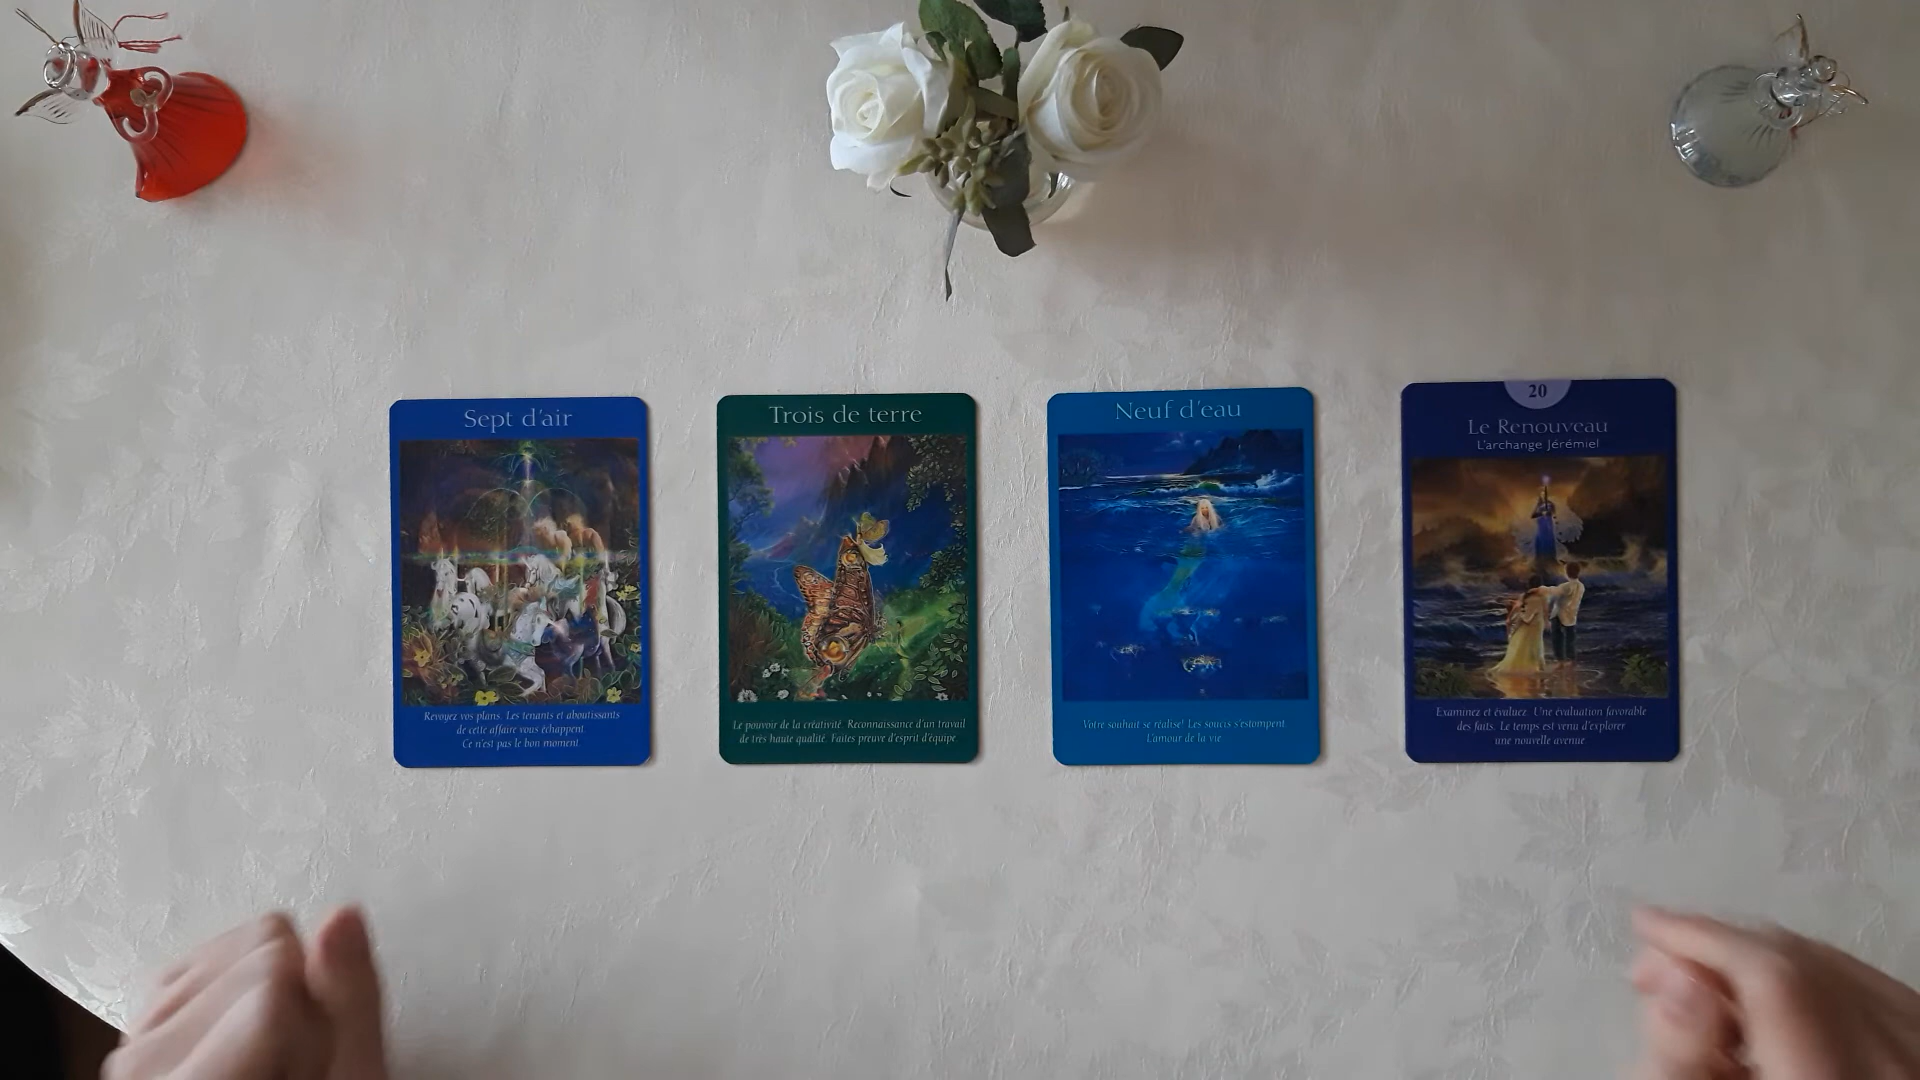 Sept d'air
Revoyez vos plans. Les tenants et aboutissants
de cette affaire vous échappent.
Ce n'est pas le bon moment.
Trois de terre
Le pouvoir de la créativité. Reconnaissance d'un travail
de très haute qualité. Faites preuve d'esprit d'équipe.
Neuf d'eau
Votre souhait se réalise! Les soucis s'estompent.
L'amour de la vie.
20
Le Renouveau
L'archange Jérémiel
Examinez et évaluez. Une évaluation favorable
des faits. Le temps est venu d'explorer
une nouvelle avenue.